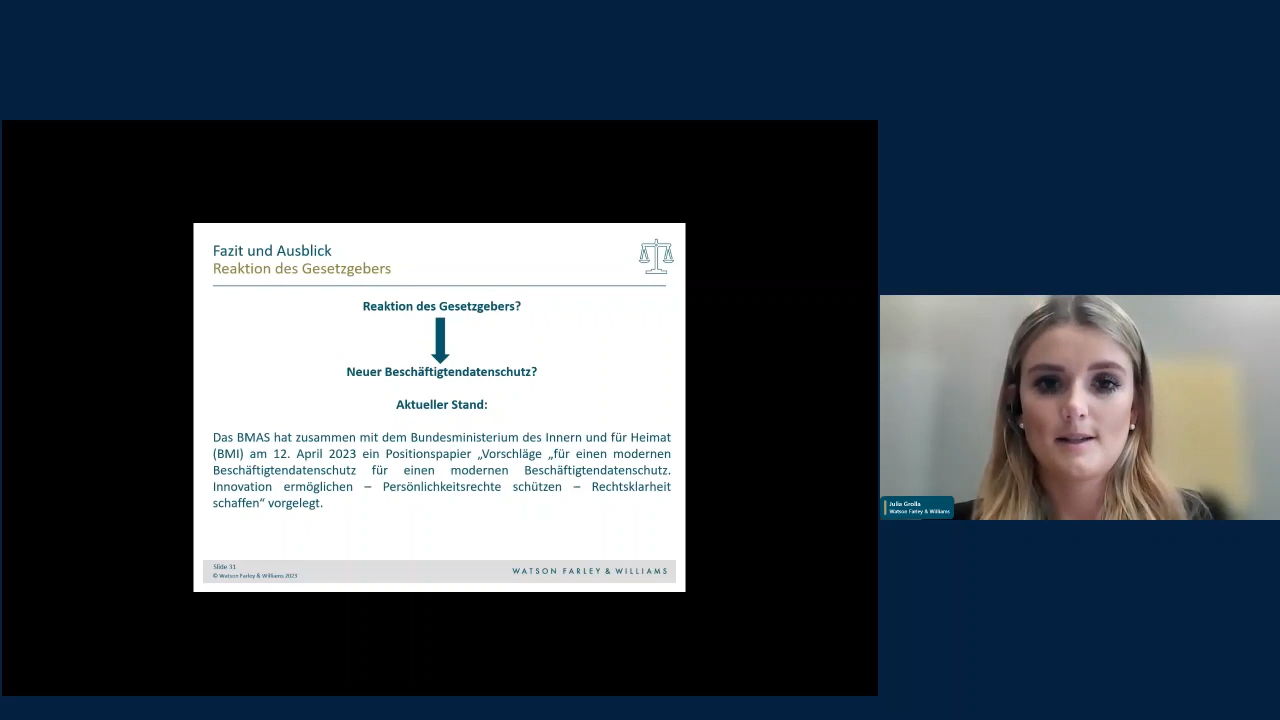 Fazit und Ausblick
Reaktion des Gesetzgebers
Reaktion des Gesetzgebers?
Neuer Beschäftigtendatenschutz?
Aktueller Stand:
Das BMAS hat zusammen mit dem Bundesministerium des Innern und für Heimat
(BMI) am 12. April 2023 ein Positionspapier „Vorschläge „für einen modernen
Beschäftigtendatenschutz für einen modernen Beschäftigtendatenschutz.
Innovation ermöglichen – Persönlichkeitsrechte schützen – Rechtsklarheit
schaffen“ vorgelegt.
Slide 31
© Watson Farley & Williams 2023
WATSON FARLEY & WILLIAMS
Julia Grolla
Watson Farley & Williams